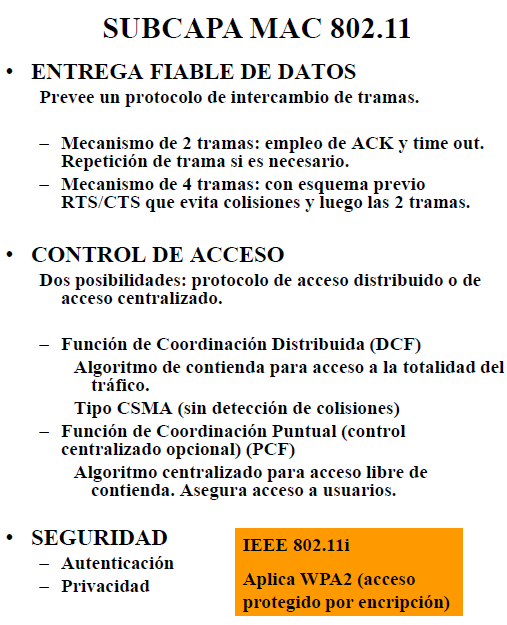 SUBCAPA MAC 802.11
• ENTREGA FIABLE DE DATOS
Prevee un protocolo de intercambio de tramas.
– Mecanismo de 2 tramas: empleo de ACK y time out.
Repetición de trama si es necesario.
– Mecanismo de 4 tramas: con esquema previo
RTS/CTS que evita colisiones y luego las 2 tramas.
• CONTROL DE ACCESO
Dos posibilidades: protocolo de acceso distribuido o de
acceso centralizado.
– Función de Coordinación Distribuida (DCF)
Algoritmo de contienda para acceso a la totalidad del
tráfico.
Tipo CSMA (sin detección de colisiones)
– Función de Coordinación Puntual (control
centralizado opcional) (PCF)
Algoritmo centralizado para acceso libre de
contienda. Asegura acceso a usuarios.
• SEGURIDAD
– Autenticación
– Privacidad
IEEE 802.11i
Aplica WPA2 (acceso
protegido por encripción)